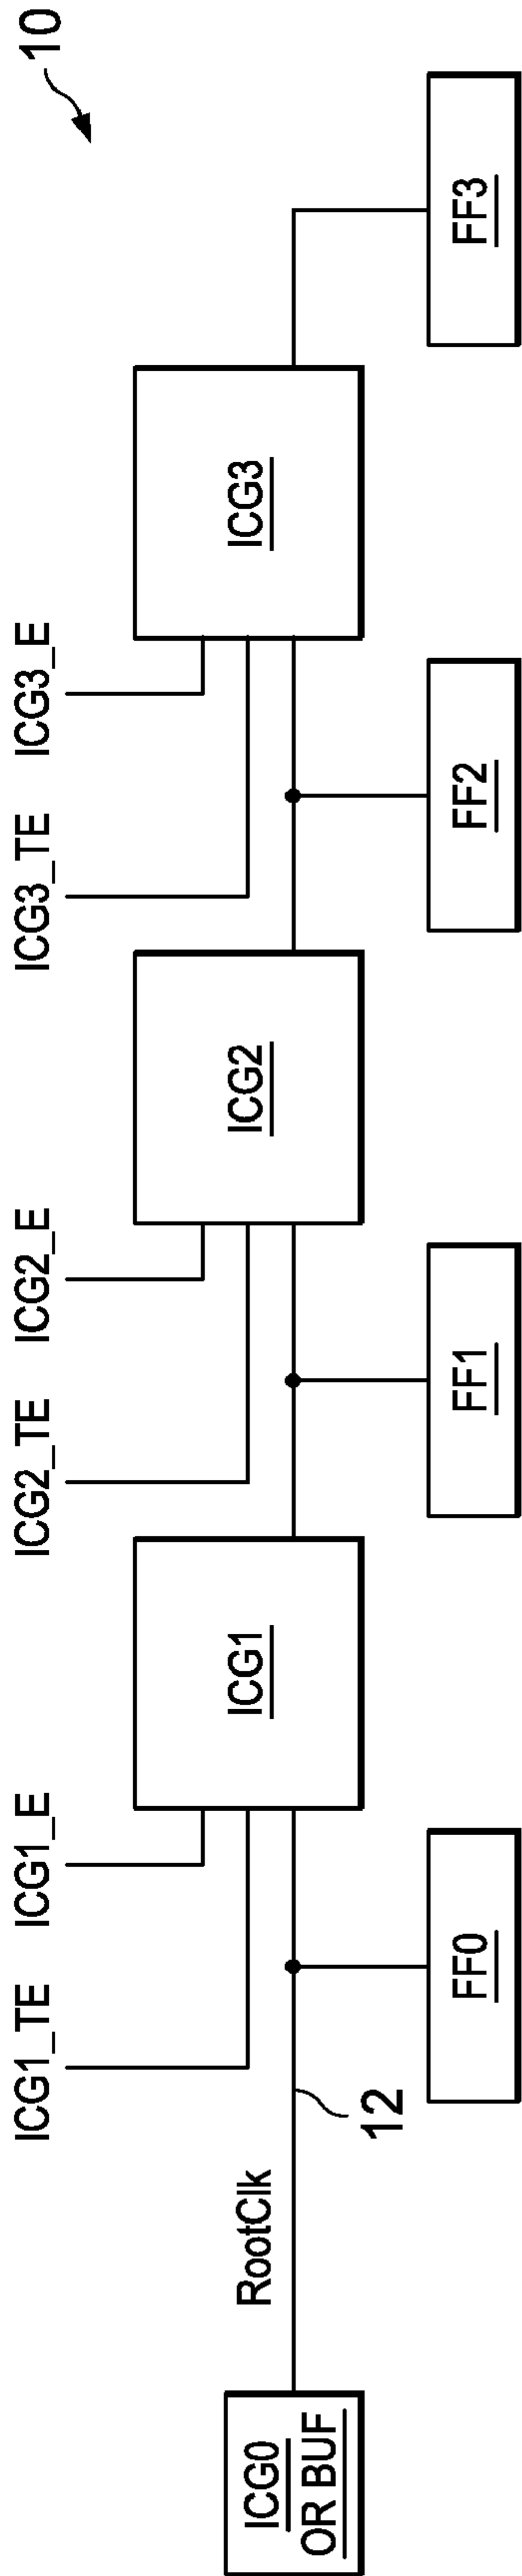 10
ICG1_TE
ICG1_E
ICG2_TE
ICG2_E
ICG3_TE
ICG3_E
ICG0
OR BUF
RootClk
12
ICG1
ICG2
ICG3
FF0
FF1
FF2
FF3